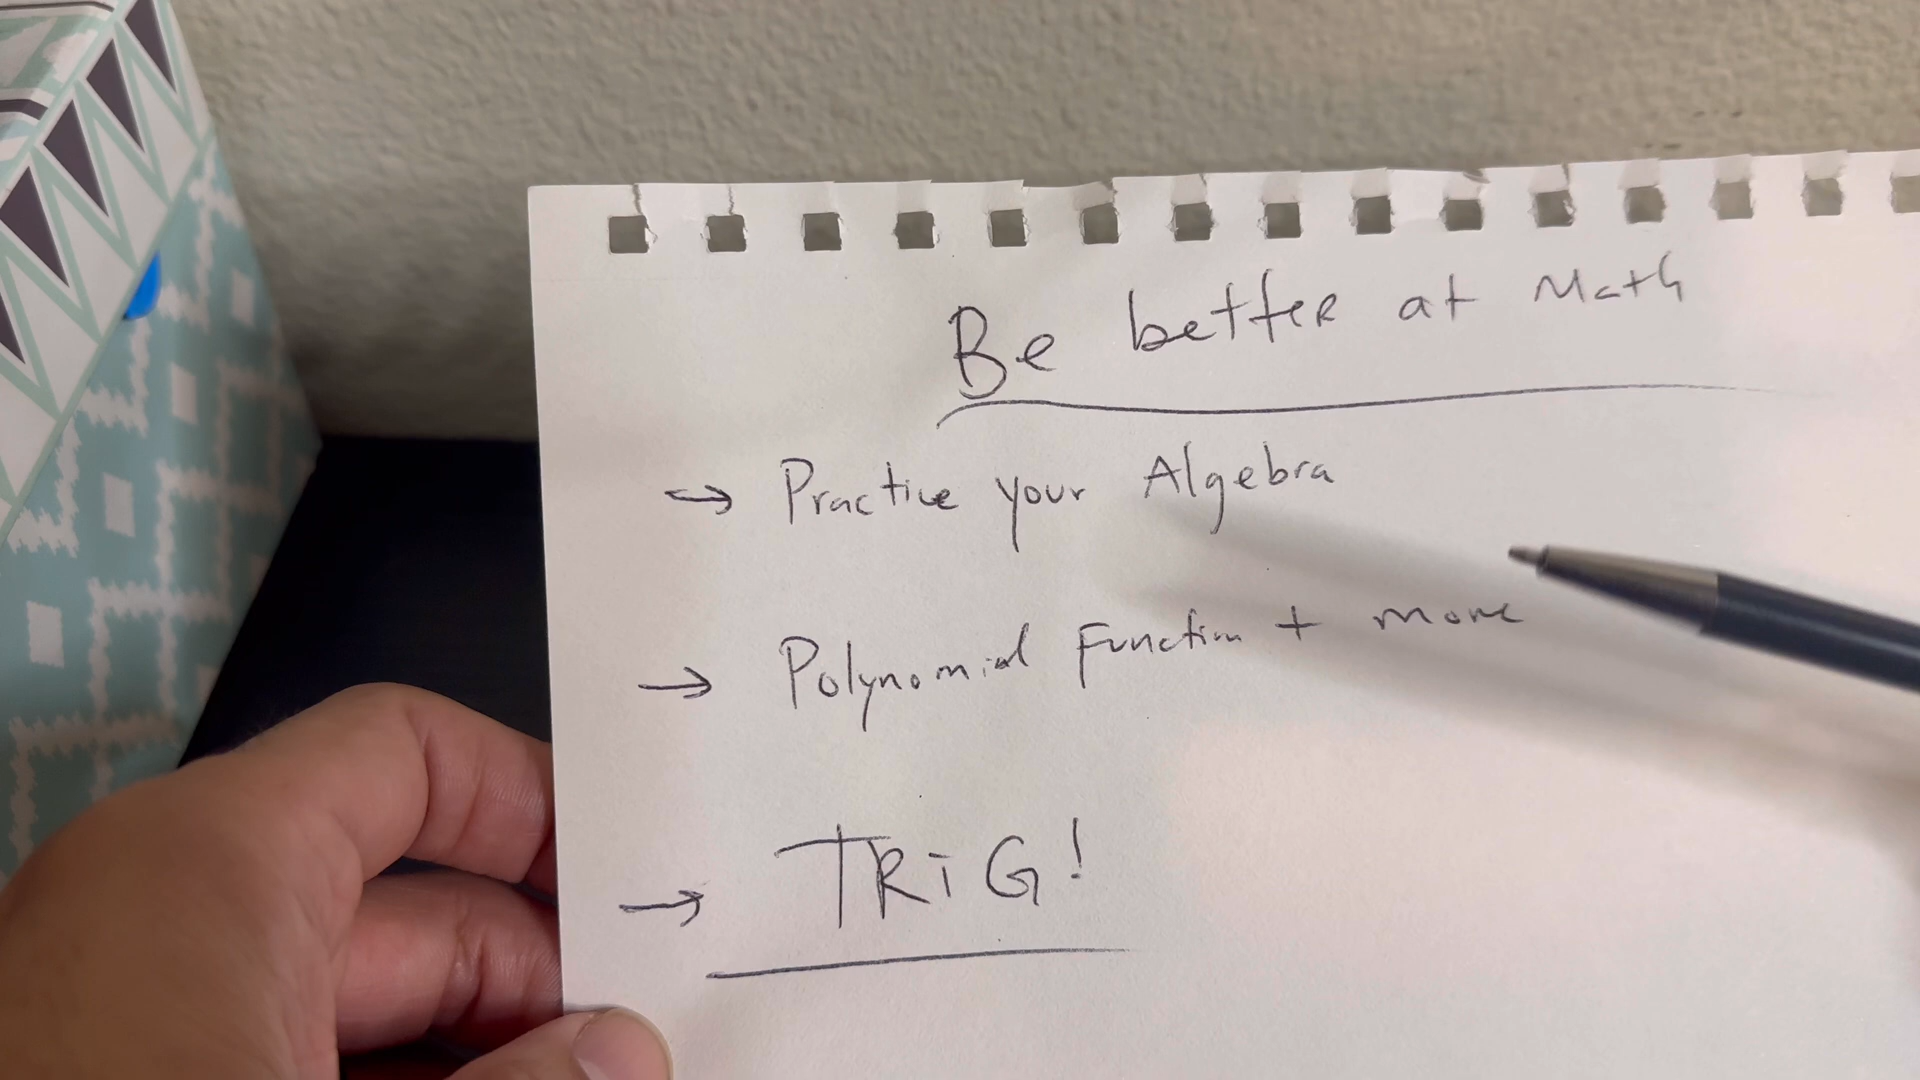 Be better at Math
→ Practice your Algebra
→ Polynomial Function + more
→ TRIG!